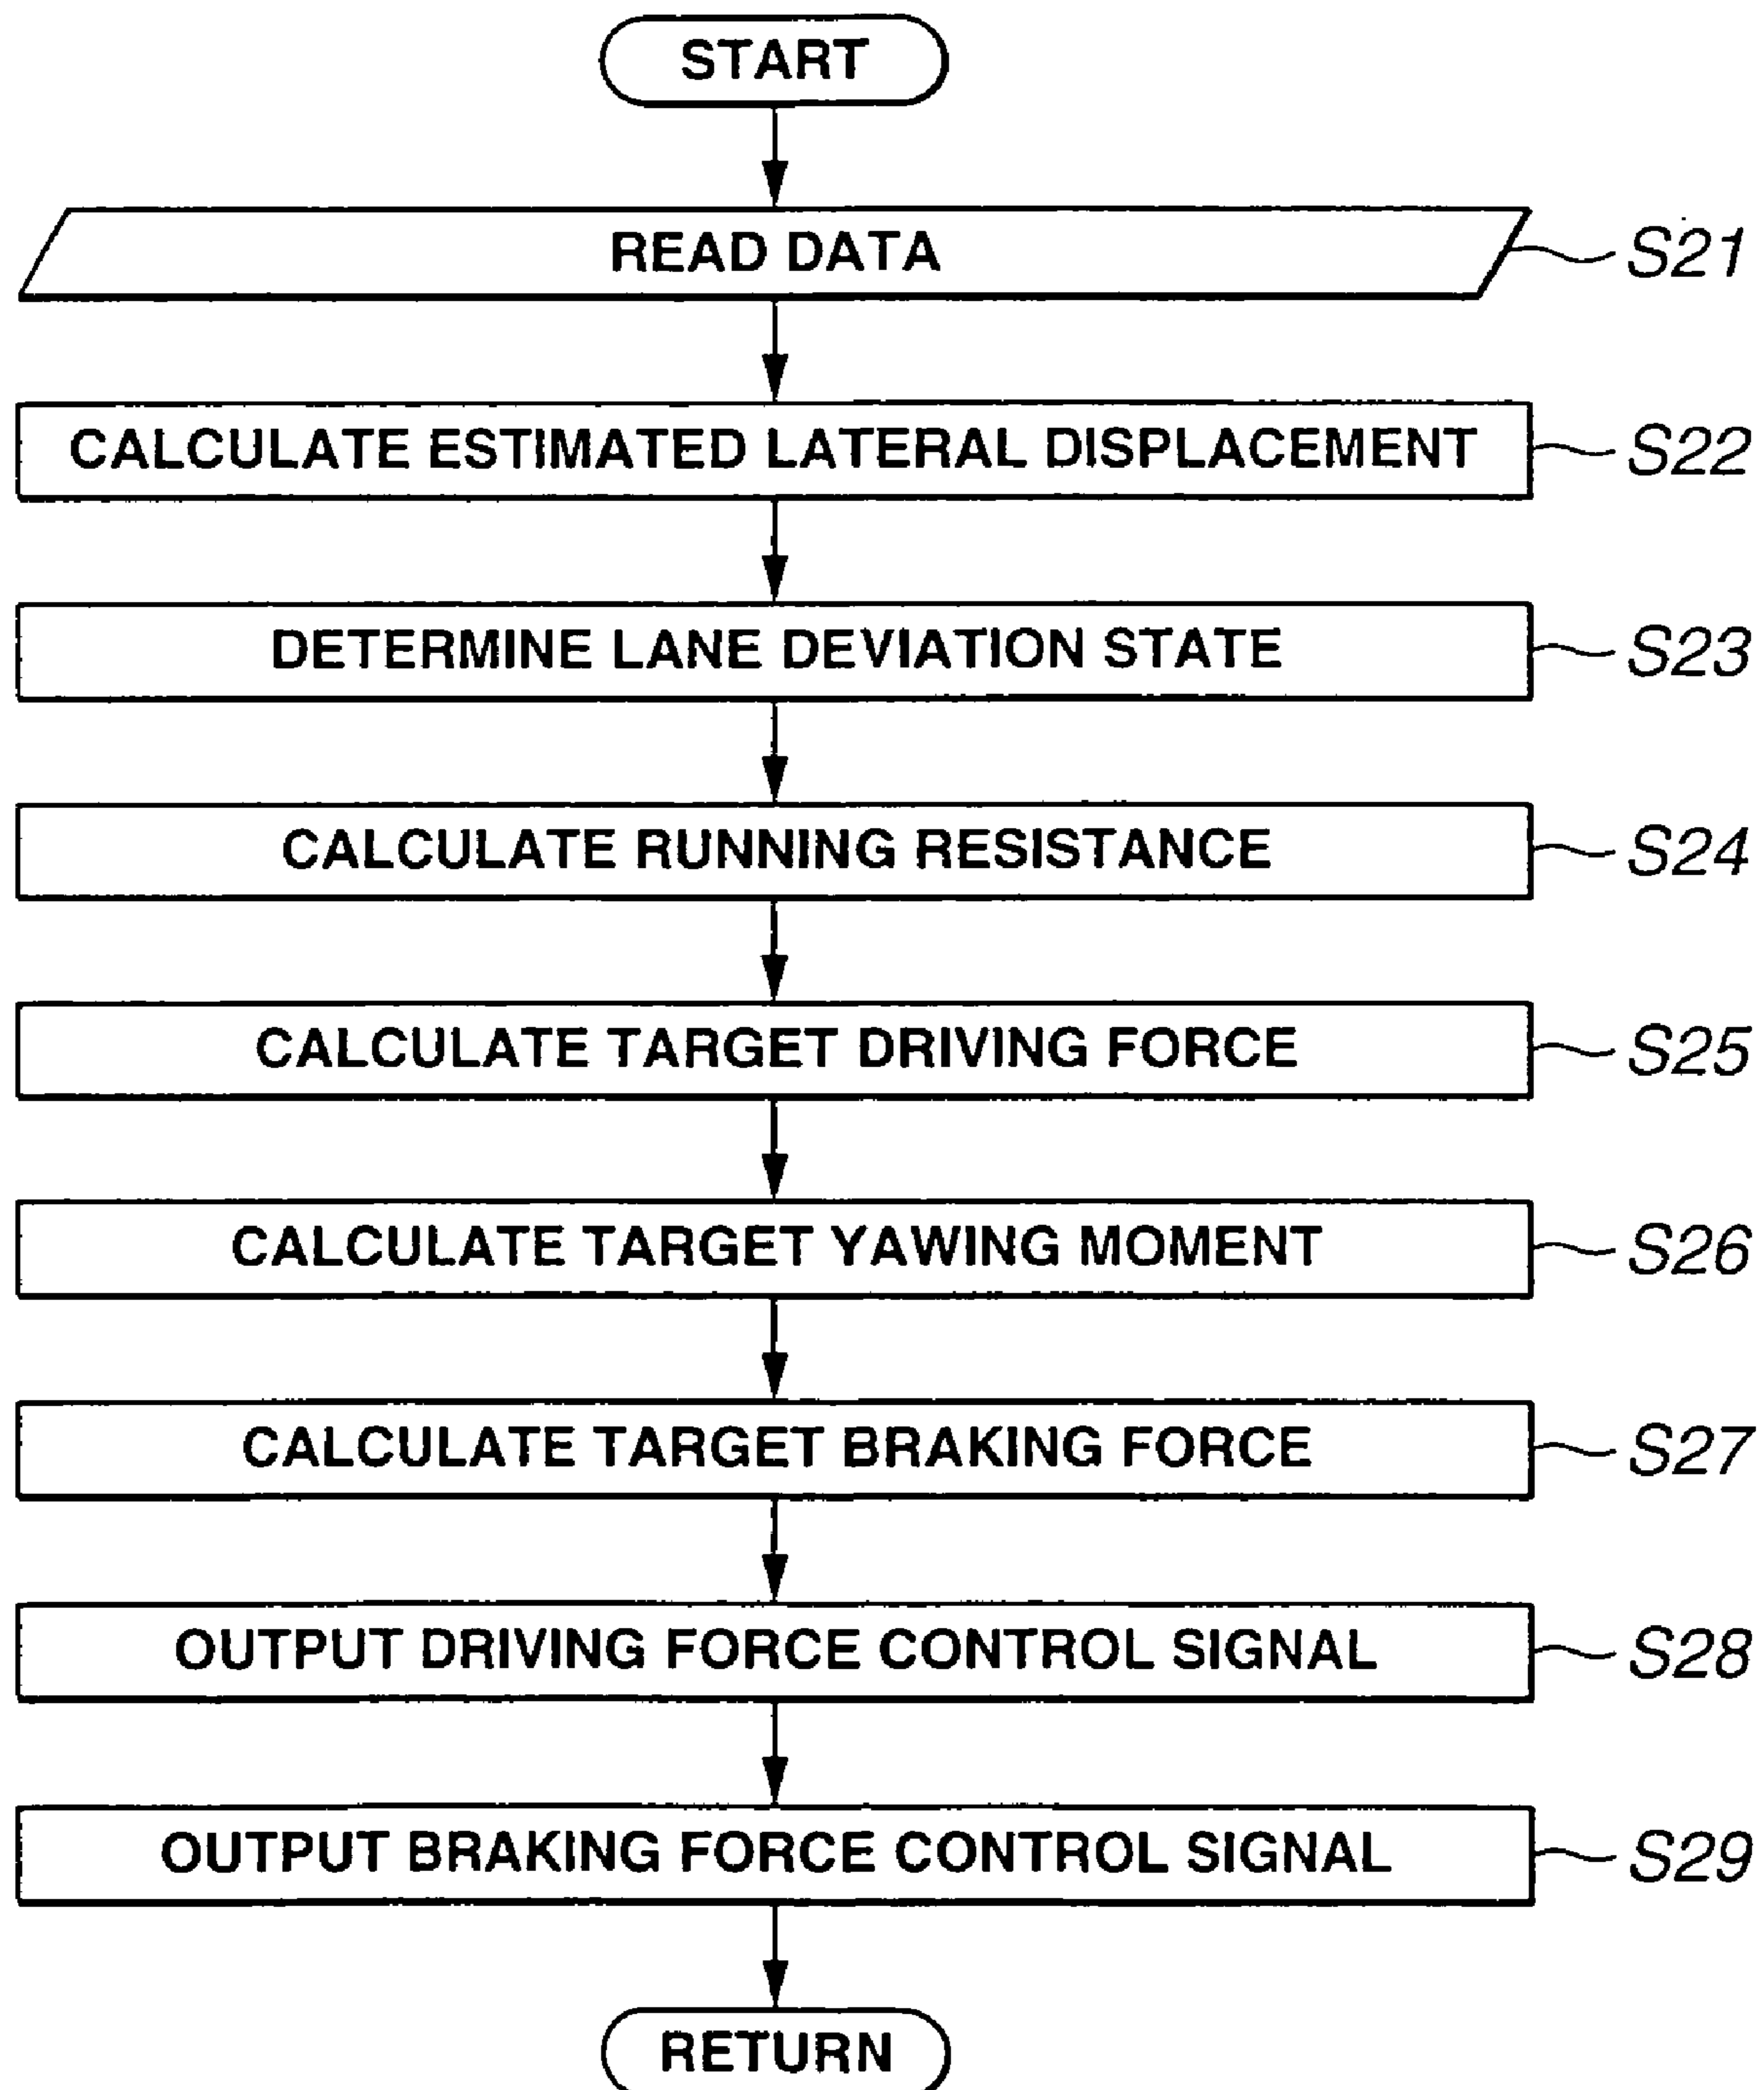 START
READ DATA S21
CALCULATE ESTIMATED LATERAL DISPLACEMENT S22
DETERMINE LANE DEVIATION STATE S23
CALCULATE RUNNING RESISTANCE S24
CALCULATE TARGET DRIVING FORCE S25
CALCULATE TARGET YAWING MOMENT S26
CALCULATE TARGET BRAKING FORCE S27
OUTPUT DRIVING FORCE CONTROL SIGNAL S28
OUTPUT BRAKING FORCE CONTROL SIGNAL S29
RETURN